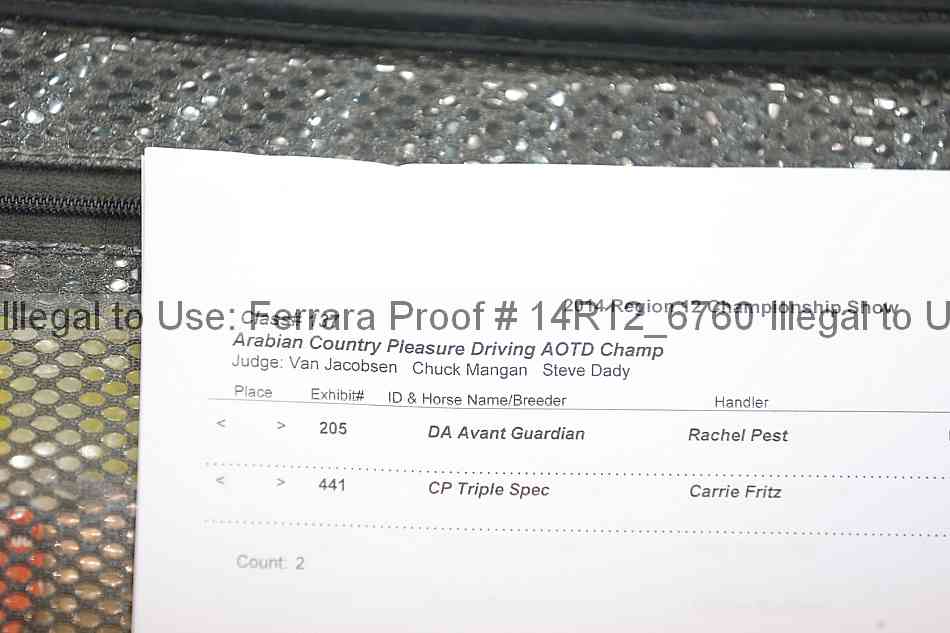 2014 Region 12 Championship Show
Illegal to Use: Ferrara Proof # 14R12_6760 Illegal to U
Class# 137
Arabian Country Pleasure Driving AOTD Champ
Judge: Van Jacobsen Chuck Mangan Steve Dady
Place Exhibit# ID & Horse Name/Breeder Handler
< > 205 DA Avant Guardian Rachel Pest
< > 441 CP Triple Spec Carrie Fritz
Count: 2